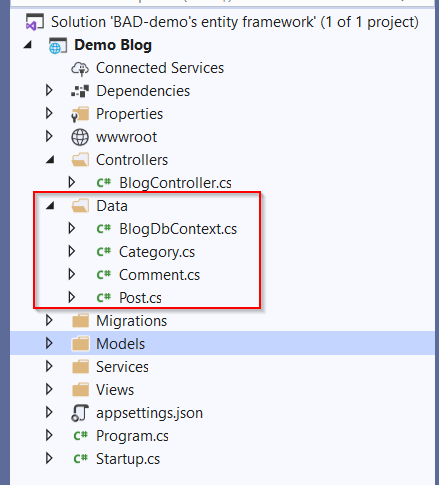 Solution 'BAD-demo's entity framework' (1 of 1 project)
Demo Blog
Connected Services
Dependencies
Properties
wwwroot
Controllers
C# BlogController.cs
Data
C# BlogDbContext.cs
C# Category.cs
C# Comment.cs
C# Post.cs
Migrations
Models
Services
Views
appsettings.json
C# Program.cs
C# Startup.cs